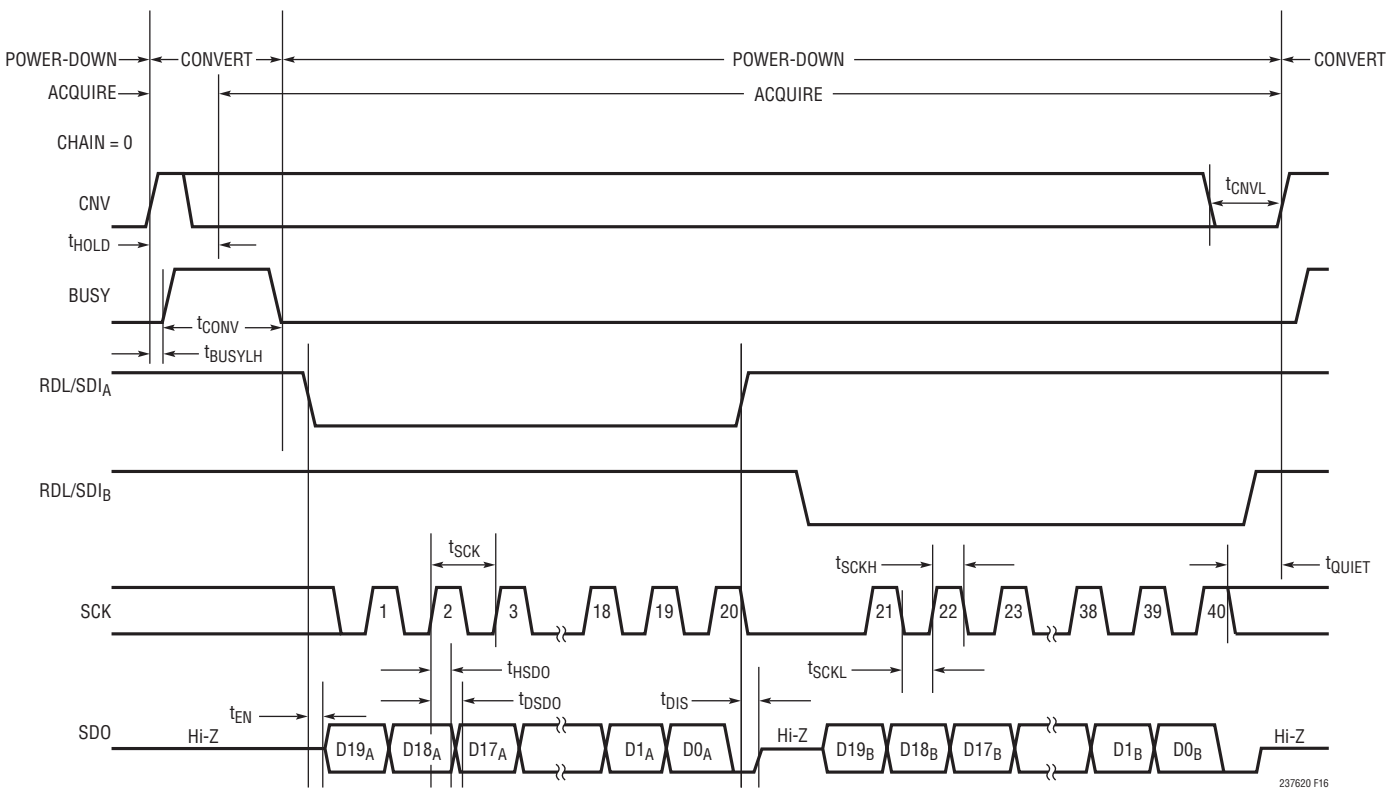 POWER-DOWN CONVERT POWER-DOWN CONVERT
ACQUIRE ACQUIRE
CHAIN = 0
CNV tCNVL
tHOLD
BUSY
tCONV
tBUSYLH
RDL/SDIA
RDL/SDIB
tSCK tSCKH tQUIET
SCK 1 2 3 18 19 20 21 22 23 38 39 40
tHSDO tSCKL
tEN tDSDO tDIS
SDO Hi-Z D19A D18A D17A D1A D0A Hi-Z D19B D18B D17B D1B D0B Hi-Z
237620 F16